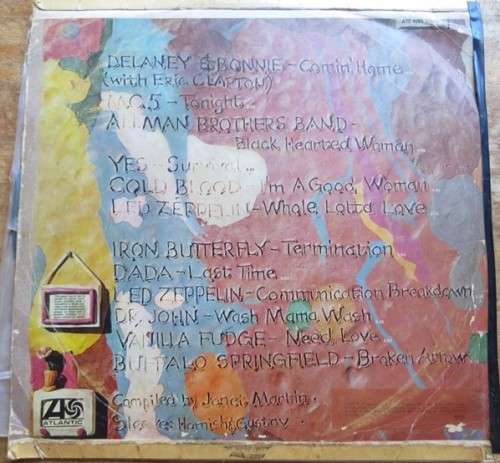 DELANEY & BONNIE - Comin' Home
(with Eric CLAPTON)
M.C.5 - Tonight...
ALLMAN BROTHERS BAND -
Black Hearted Woman...
YES - Survival...
COLD BLOOD - I'm A Good Woman...
LED ZEPPELIN - Whole Lotta Love
IRON BUTTERFLY - Termination...
DADA - Last Time...
LED ZEPPELIN - Communication Breakdown
DR. JOHN - Wash Mama Wash
VANILLA FUDGE - Need Love...
BUFFALO SPRINGFIELD - Broken Arrow
Compiled by Janet Martin.
Hamish & Gustav.
ATLANTIC